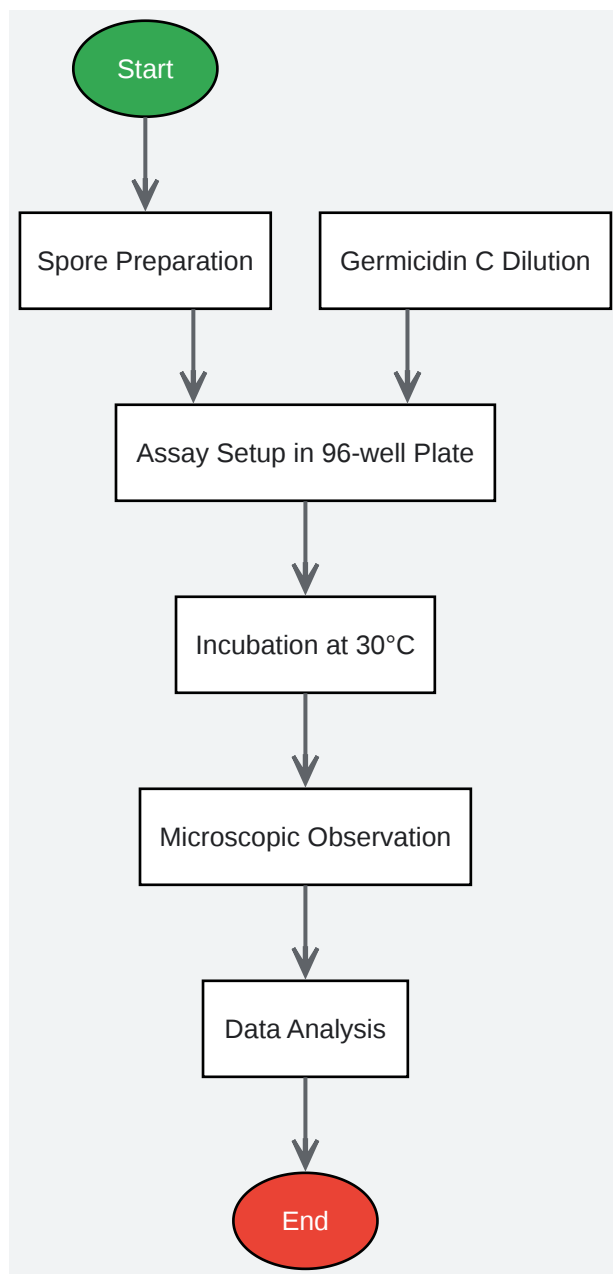 Start
Spore Preparation
Germicidin C Dilution
Assay Setup in 96-well Plate
Incubation at 30°C
Microscopic Observation
Data Analysis
End